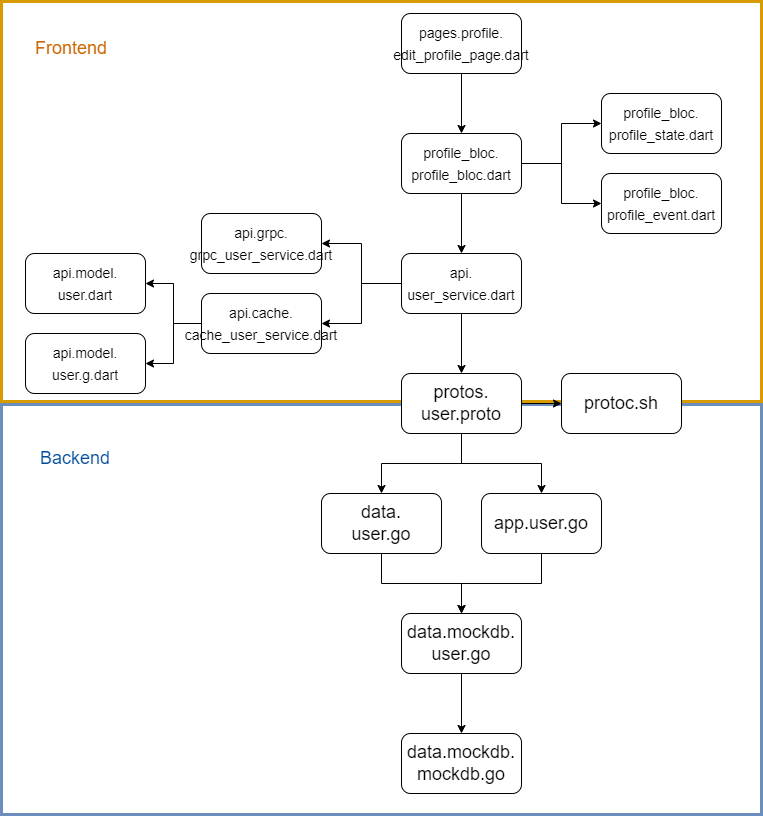 Frontend
pages.profile.
edit_profile_page.dart
profile_bloc.
profile_state.dart
profile_bloc.
profile_bloc.dart
profile_bloc.
profile_event.dart
api.grpc.
grpc_user_service.dart
api.model.
user.dart
api.
user_service.dart
api.cache.
cache_user_service.dart
api.model.
user.g.dart
protos.
user.proto
protoc.sh
Backend
data.
user.go
app.user.go
data.mockdb.
user.go
data.mockdb.
mockdb.go